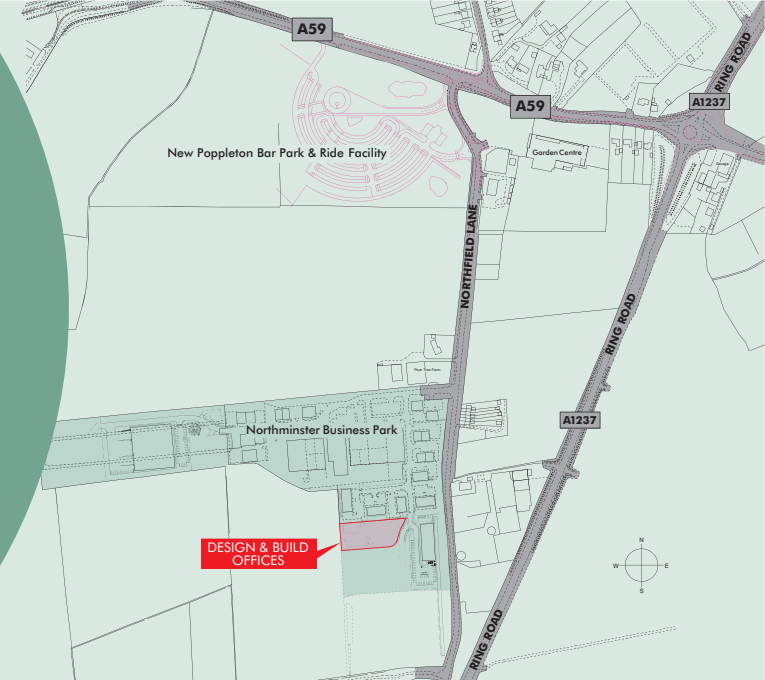 A59
RING ROAD
A1237
A59
New Poppleton Bar Park & Ride Facility
Garden Centre
NORTHFIELD LANE
RING ROAD
A1237
Northminster Business Park
DESIGN & BUILD
OFFICES
N
W
E
S
RING ROAD